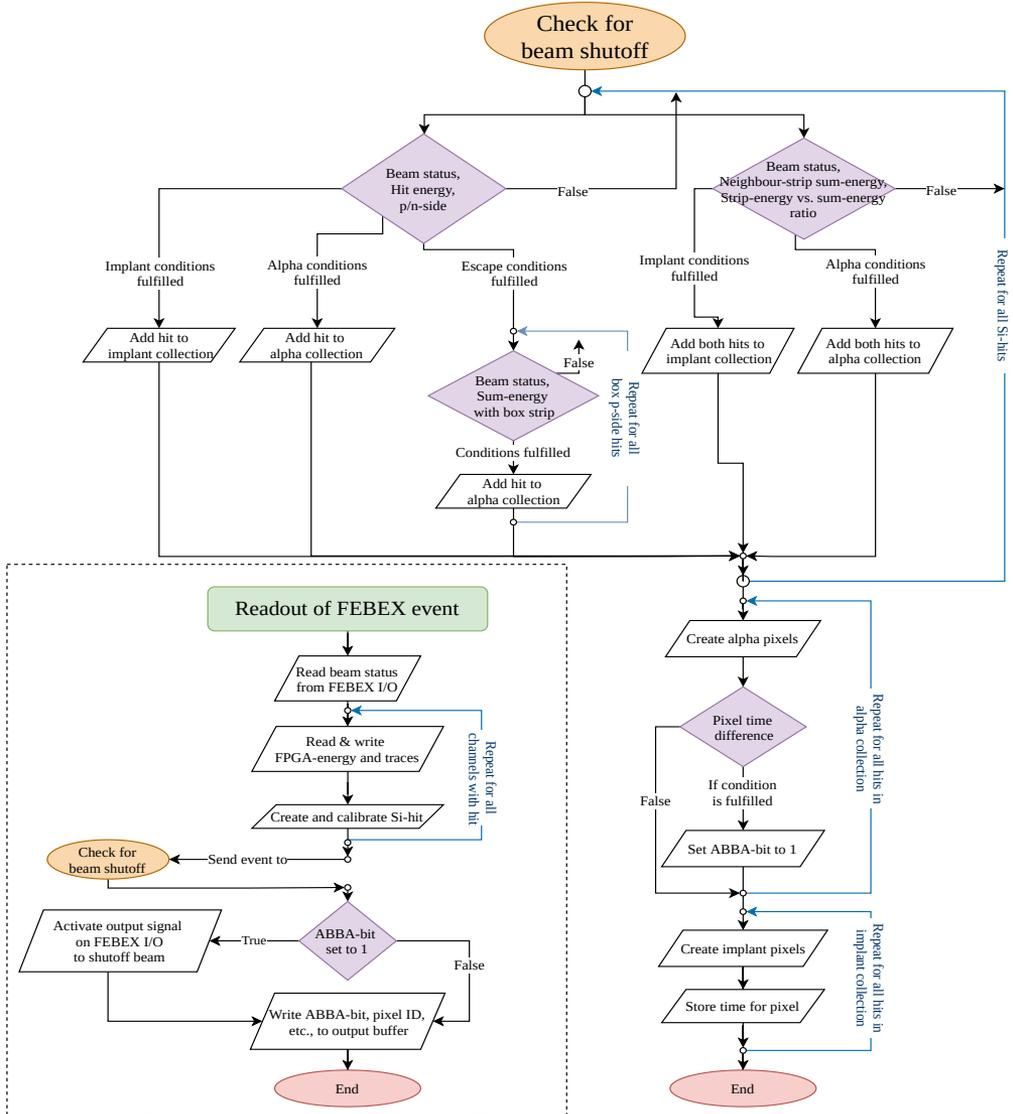 Check for
beam shutoff
Beam status,
Hit energy,
p/n-side
False
Beam status,
Neighbour-strip sum-energy,
Strip-energy vs. sum-energy
ratio
False
Implant conditions
fulfilled
Alpha conditions
fulfilled
Escape conditions
fulfilled
Implant conditions
fulfilled
Alpha conditions
fulfilled
Repeat for all Si-hits
Add hit to
implant collection
Add hit to
alpha collection
False
Beam status,
Sum-energy
with box strip
Repeat for all
box p-side hits
Add both hits to
implant collection
Add both hits to
alpha collection
Conditions fulfilled
Add hit to
alpha collection
Readout of FEBEX event
Read beam status
from FEBEX I/O
Read & write
FPGA-energy and traces
Repeat for all
channels with hit
Create and calibrate Si-hit
Check for
beam shutoff
Send event to
Activate output signal
on FEBEX I/O
to shutoff beam
True
ABBA-bit
set to 1
False
Write ABBA-bit, pixel ID,
etc., to output buffer
End
Create alpha pixels
Pixel time
difference
Repeat for all hits in
alpha collection
False
If condition
is fulfilled
Set ABBA-bit to 1
Create implant pixels
Repeat for all hits in
implant collection
Store time for pixel
End